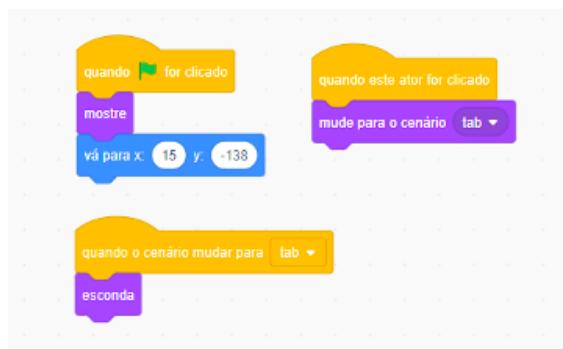 quando for clicado
mostre
vá para x: 15 y: -138
quando este ator for clicado
mude para o cenário tab
quando o cenário mudar para tab
esconda